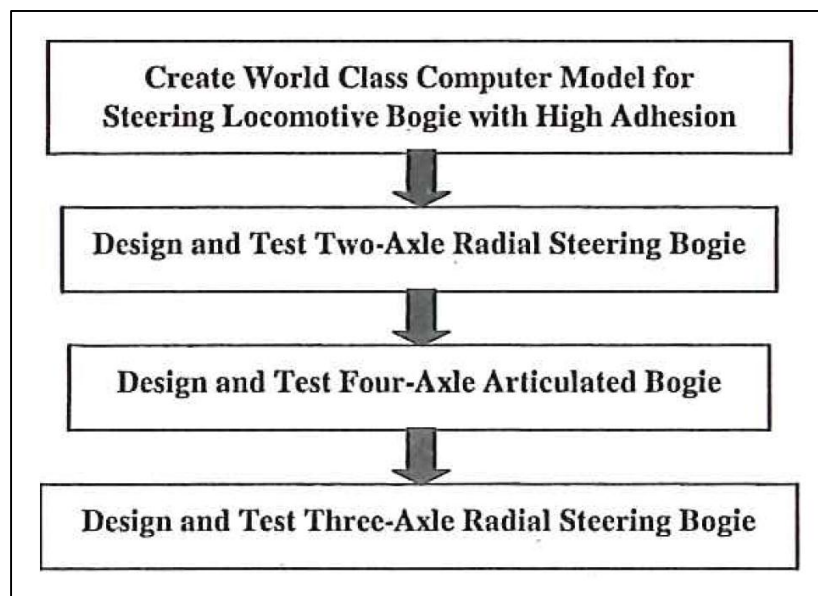 Create World Class Computer Model for
Steering Locomotive Bogie with High Adhesion
Design and Test Two-Axle Radial Steering Bogie
Design and Test Four-Axle Articulated Bogie
Design and Test Three-Axle Radial Steering Bogie